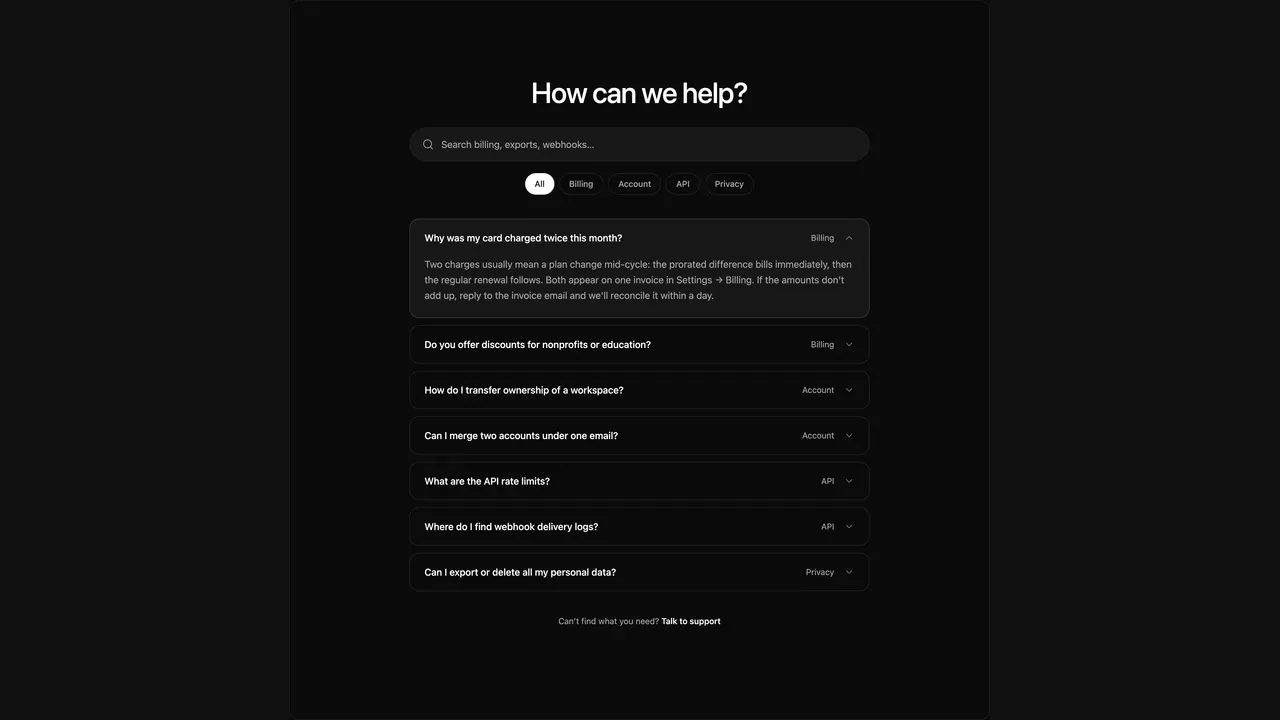 How can we help?
Search billing, exports, webhooks...
All
Billing
Account
API
Privacy
Why was my card charged twice this month?
Billing
Two charges usually mean a plan change mid-cycle: the prorated difference bills immediately, then
the regular renewal follows. Both appear on one invoice in Settings → Billing. If the amounts don't
add up, reply to the invoice email and we'll reconcile it within a day.
Do you offer discounts for nonprofits or education?
Billing
How do I transfer ownership of a workspace?
Account
Can I merge two accounts under one email?
Account
What are the API rate limits?
API
Where do I find webhook delivery logs?
API
Can I export or delete all my personal data?
Privacy
Can't find what you need? Talk to support